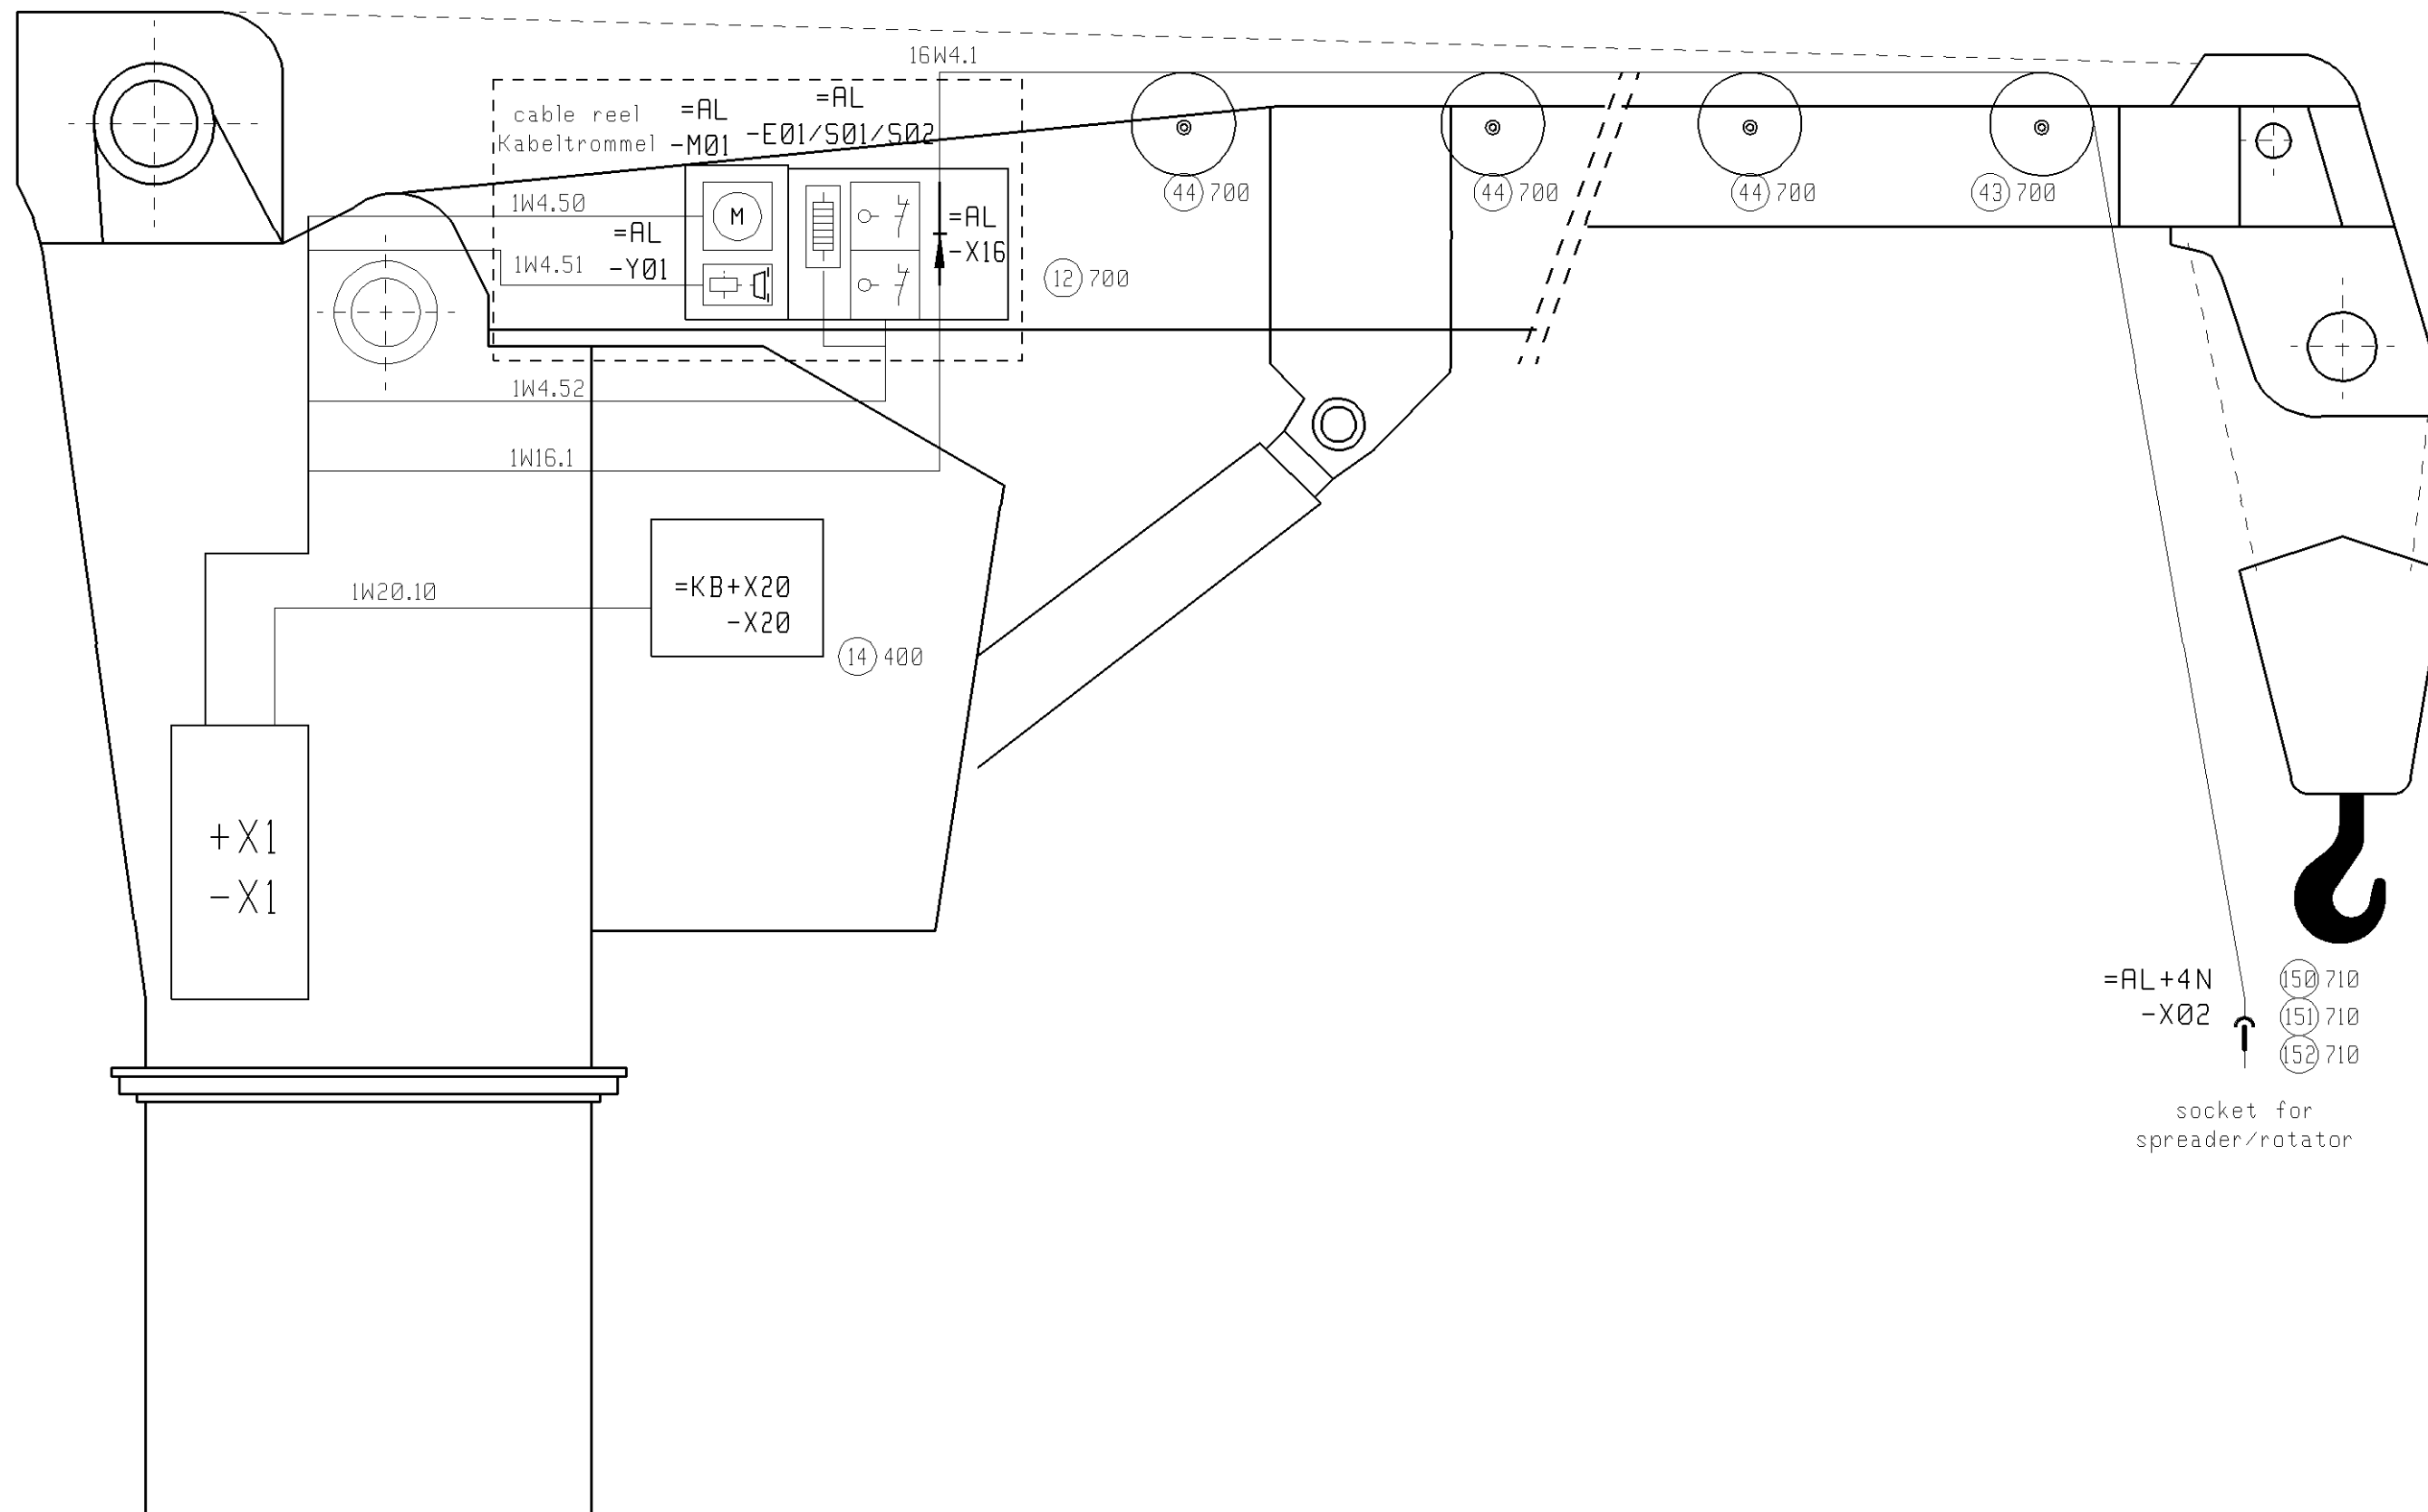 16W4.1
cable reel
Kabeltrommel
=AL
-M01
=AL
-E01/S01/S02
1W4.50
=AL
-Y01
1W4.51
M
=AL
-X16
12 700
44 700
44 700
44 700
43 700
1W4.52
1W16.1
1W20.10
=KB+X20
-X20
14 400
+X1
-X1
=AL+4N
-X02
150 710
151 710
152 710
socket for
spreader/rotator